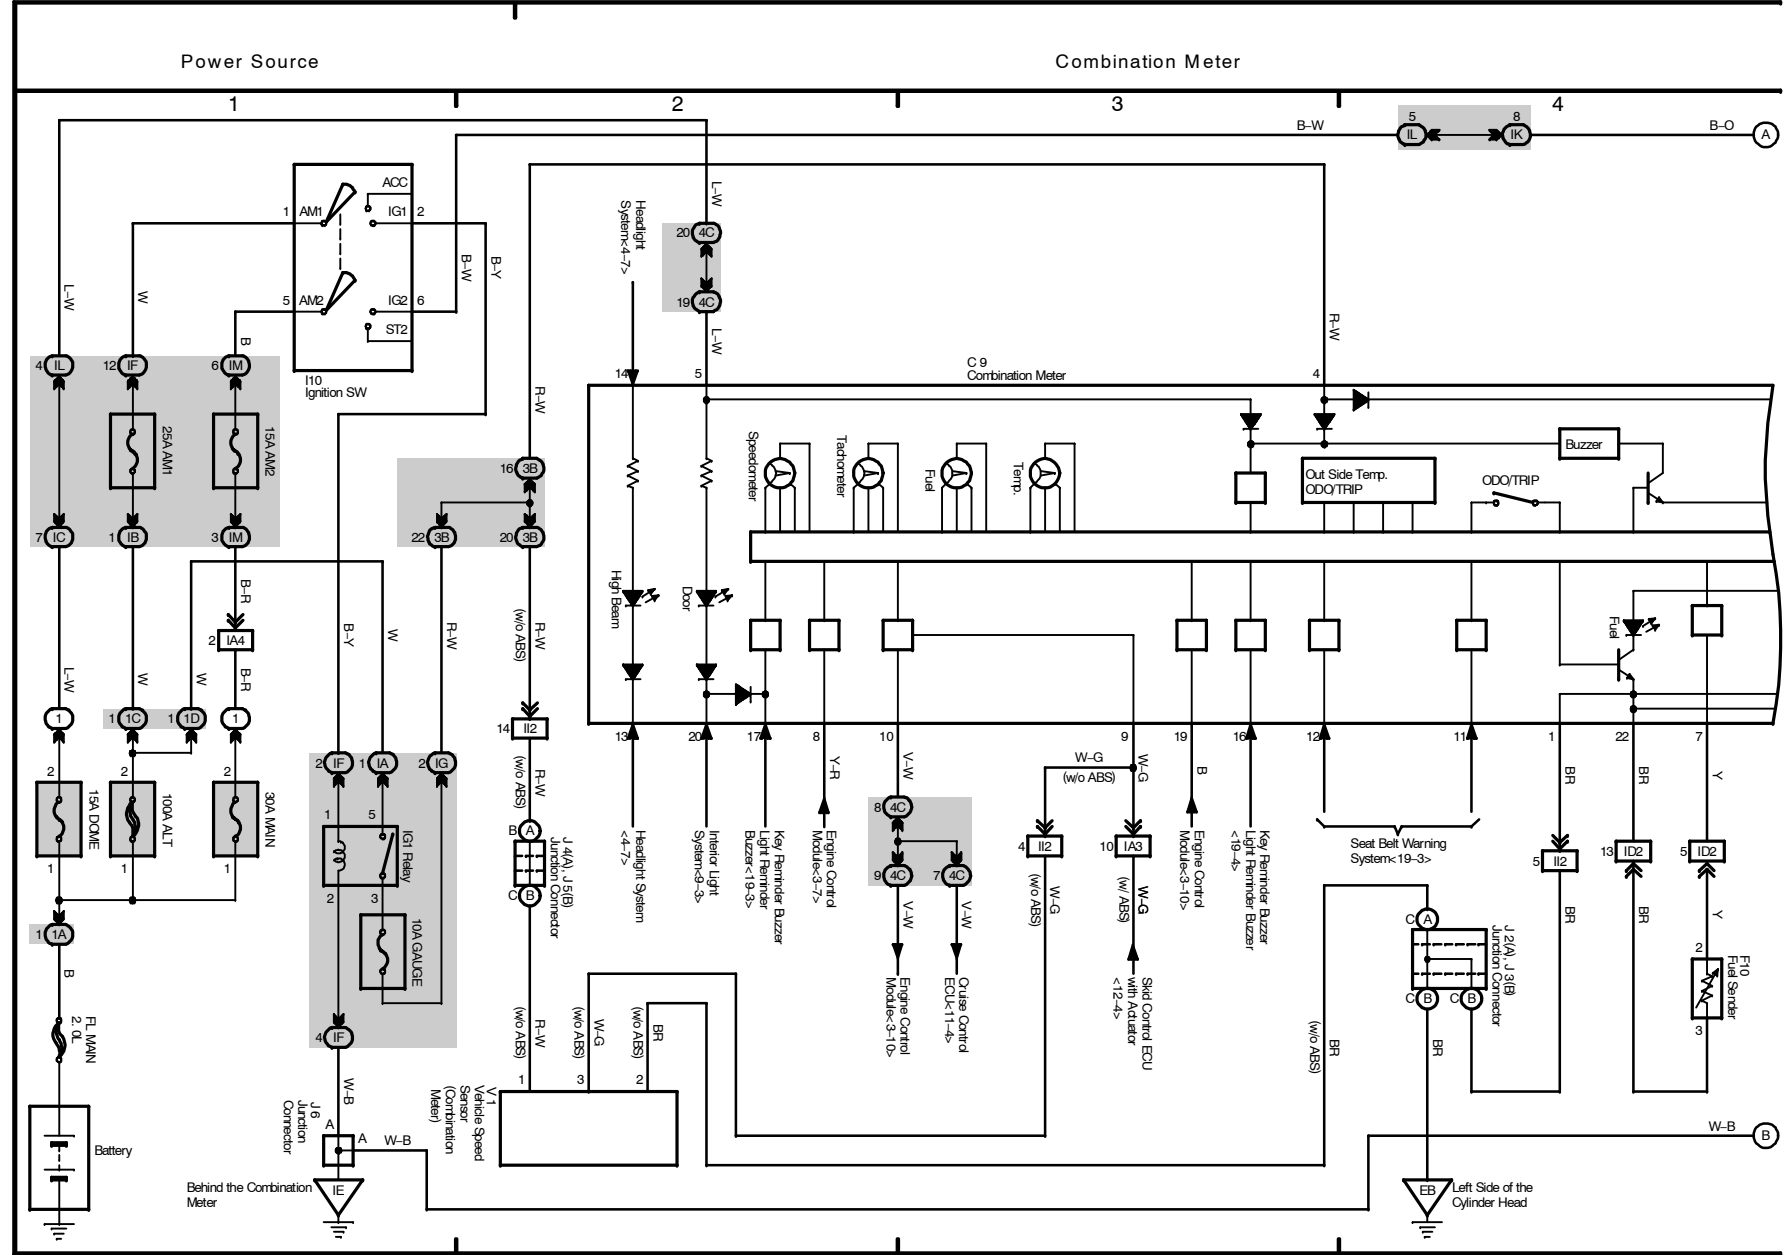 Power Source
Combination Meter
1
2
3
4
B–W
5
IL
8
IK
B–O
A
ACC
1
AM1
IG1
2
5
AM2
IG2
6
ST2
I10
Ignition SW
L–W
W
B
B–W
B–Y
Headlight
System<4–7>
L–W
20
4C
19
4C
L–W
R–W
R–W
4
IL
12
IF
6
IM
25A AM1
15A AM2
7
IC
1
IB
3
IM
16
3B
22
3B
20
3B
C 9
Combination Meter
14
5
4
Speedometer
Tachometer
Fuel
Temp.
Out Side Temp.
ODO/TRIP
ODO/TRIP
Buzzer
High Beam
Door
Fuel
B–R
2
IA4
B–R
L–W
W
W
B–Y
W
R–W
R–W
(w/o ABS)
1
1
1C
1
1D
1
14
II2
R–W
(w/o ABS)
2
2
2
15A DOME
100A ALT
30A MAIN
1
1
1
2
IF
1
IA
2
IG
1
5
IG1 Relay
2
3
10A GAUGE
4
IF
B
A
J 4(A), J 5(B)
Junction Connector
C
B
R–W
(w/o ABS)
13
20
17
8
10
9
19
16
12
11
1
22
7
Headlight System
<4–7>
Interior Light
System<9–3>
Key Reminder Buzzer
Light Reminder
Buzzer<19–3>
Y–R
Engine Control
Module<3–7>
V–W
8
4C
9
4C
7
4C
V–W
V–W
Engine Control
Module<3–10>
Cruise Control
ECU<11–4>
W–G
(w/o ABS)
W–G
4
II2
10
IA3
W–G
(w/o ABS)
W–G
(w/ ABS)
Skid Control ECU
with Actuator
<12–4>
B
Engine Control
Module<3–10>
Key Reminder Buzzer
Light Reminder Buzzer
<19–4>
Seat Belt Warning
System<19–3>
BR
5
II2
BR
BR
13
ID2
BR
Y
5
ID2
Y
2
F10
Fuel Sender
3
C
A
J 2(A), J 3(B)
Junction Connector
C
B
C
B
BR
BR
(w/o ABS)
1
1A
B
FL MAIN
2. 0L
Battery
W–B
J 6
Junction
Connector
A
A
W–B
Behind the Combination
Meter
IE
W–G
(w/o ABS)
BR
(w/o ABS)
1
3
2
V 1
Vehicle Speed
Sensor
(Combination
Meter)
EB
Left Side of the
Cylinder Head
W–B
B